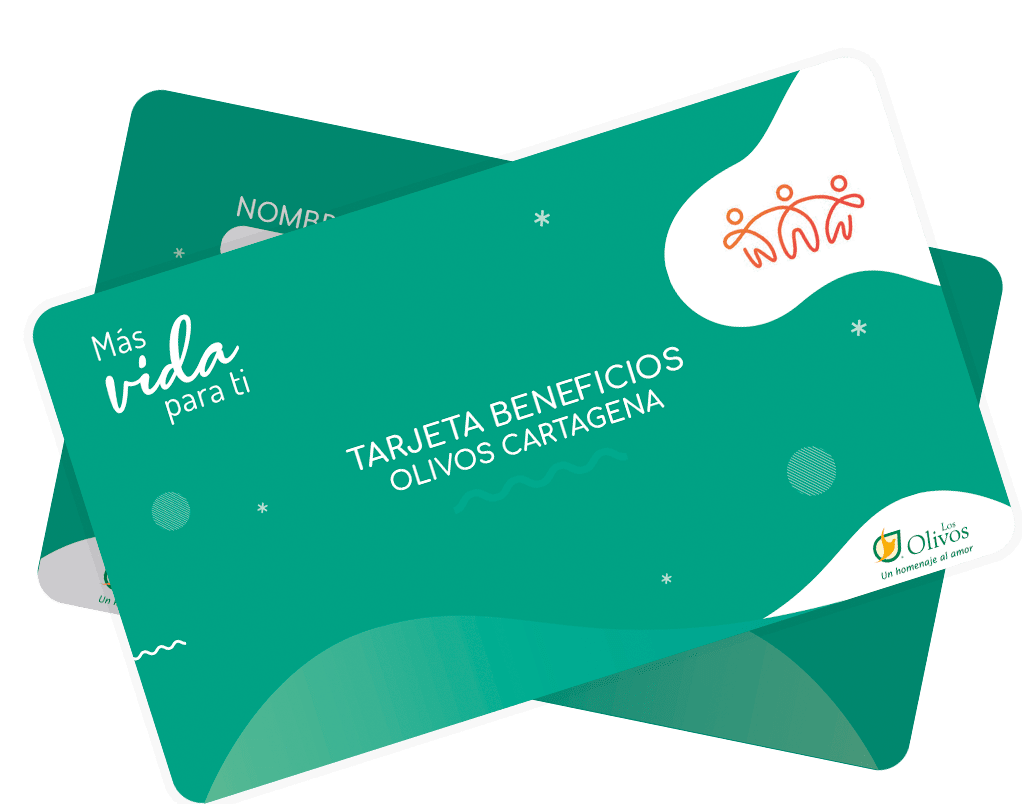 Más
vida
para ti
TARJETA BENEFICIOS
OLIVOS CARTAGENA
Los
Olivos
Un homenaje al amor